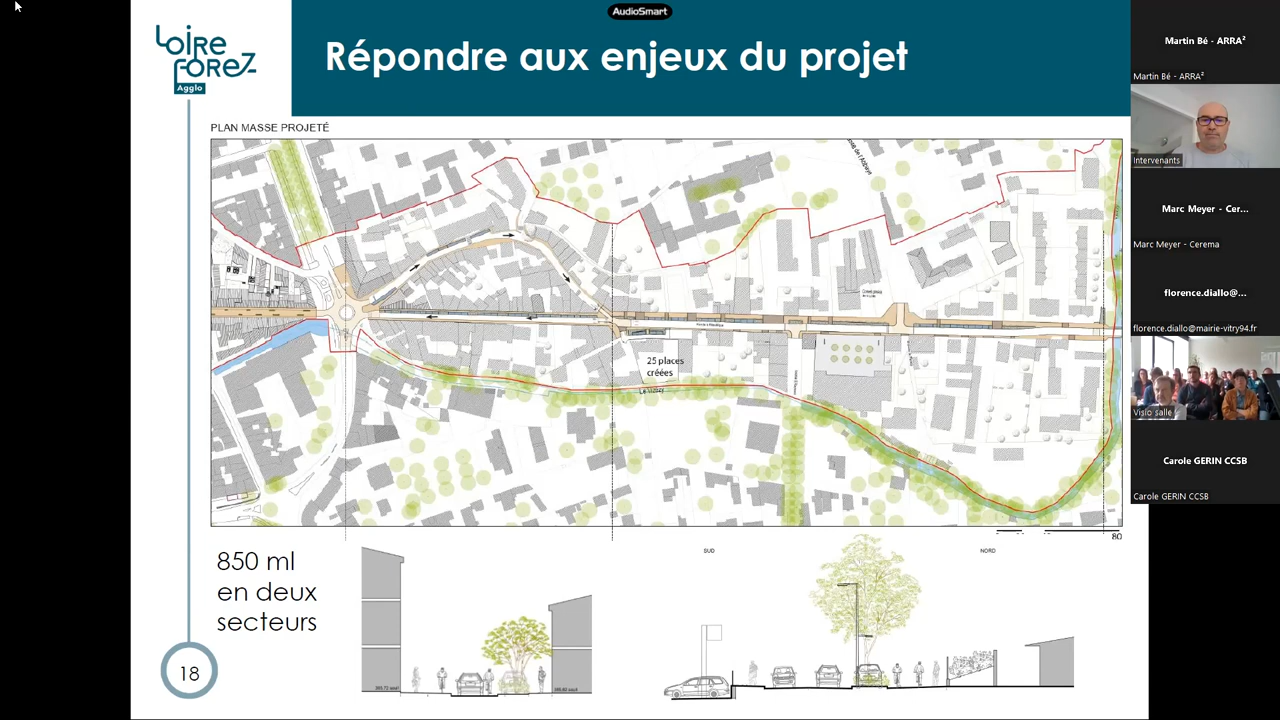 AudioSmart
Loire
forez
Agglo
Répondre aux enjeux du projet
PLAN MASSE PROJETÉ
25 places
créées
80
850 ml
en deux
secteurs
SUD
NORD
18
Martin Bé - ARRA²
Martin Bé - ARRA²
Intervenants
Marc Meyer - Cer...
Marc Meyer - Cerema
florence.diallo@...
florence.diallo@mairie-vitry94.fr
Visio salle
Carole GERIN CCSB
Carole GERIN CCSB